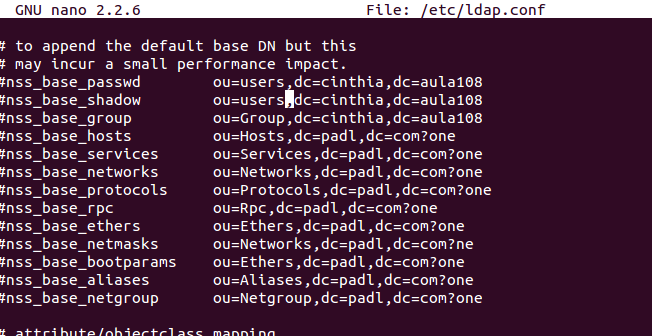 GNU nano 2.2.6 File: /etc/ldap.conf
# to append the default base DN but this
# may incur a small performance impact.
#nss_base_passwd ou=users,dc=cinthia,dc=aula108
#nss_base_shadow ou=users,dc=cinthia,dc=aula108
#nss_base_group ou=Group,dc=cinthia,dc=aula108
#nss_base_hosts ou=Hosts,dc=padl,dc=com?one
#nss_base_services ou=Services,dc=padl,dc=com?one
#nss_base_networks ou=Networks,dc=padl,dc=com?one
#nss_base_protocols ou=Protocols,dc=padl,dc=com?one
#nss_base_rpc ou=Rpc,dc=padl,dc=com?one
#nss_base_ethers ou=Ethers,dc=padl,dc=com?one
#nss_base_netmasks ou=Networks,dc=padl,dc=com?ne
#nss_base_bootparams ou=Ethers,dc=padl,dc=com?one
#nss_base_aliases ou=Aliases,dc=padl,dc=com?one
#nss_base_netgroup ou=Netgroup,dc=padl,dc=com?one
# attribute/objectclass mapping